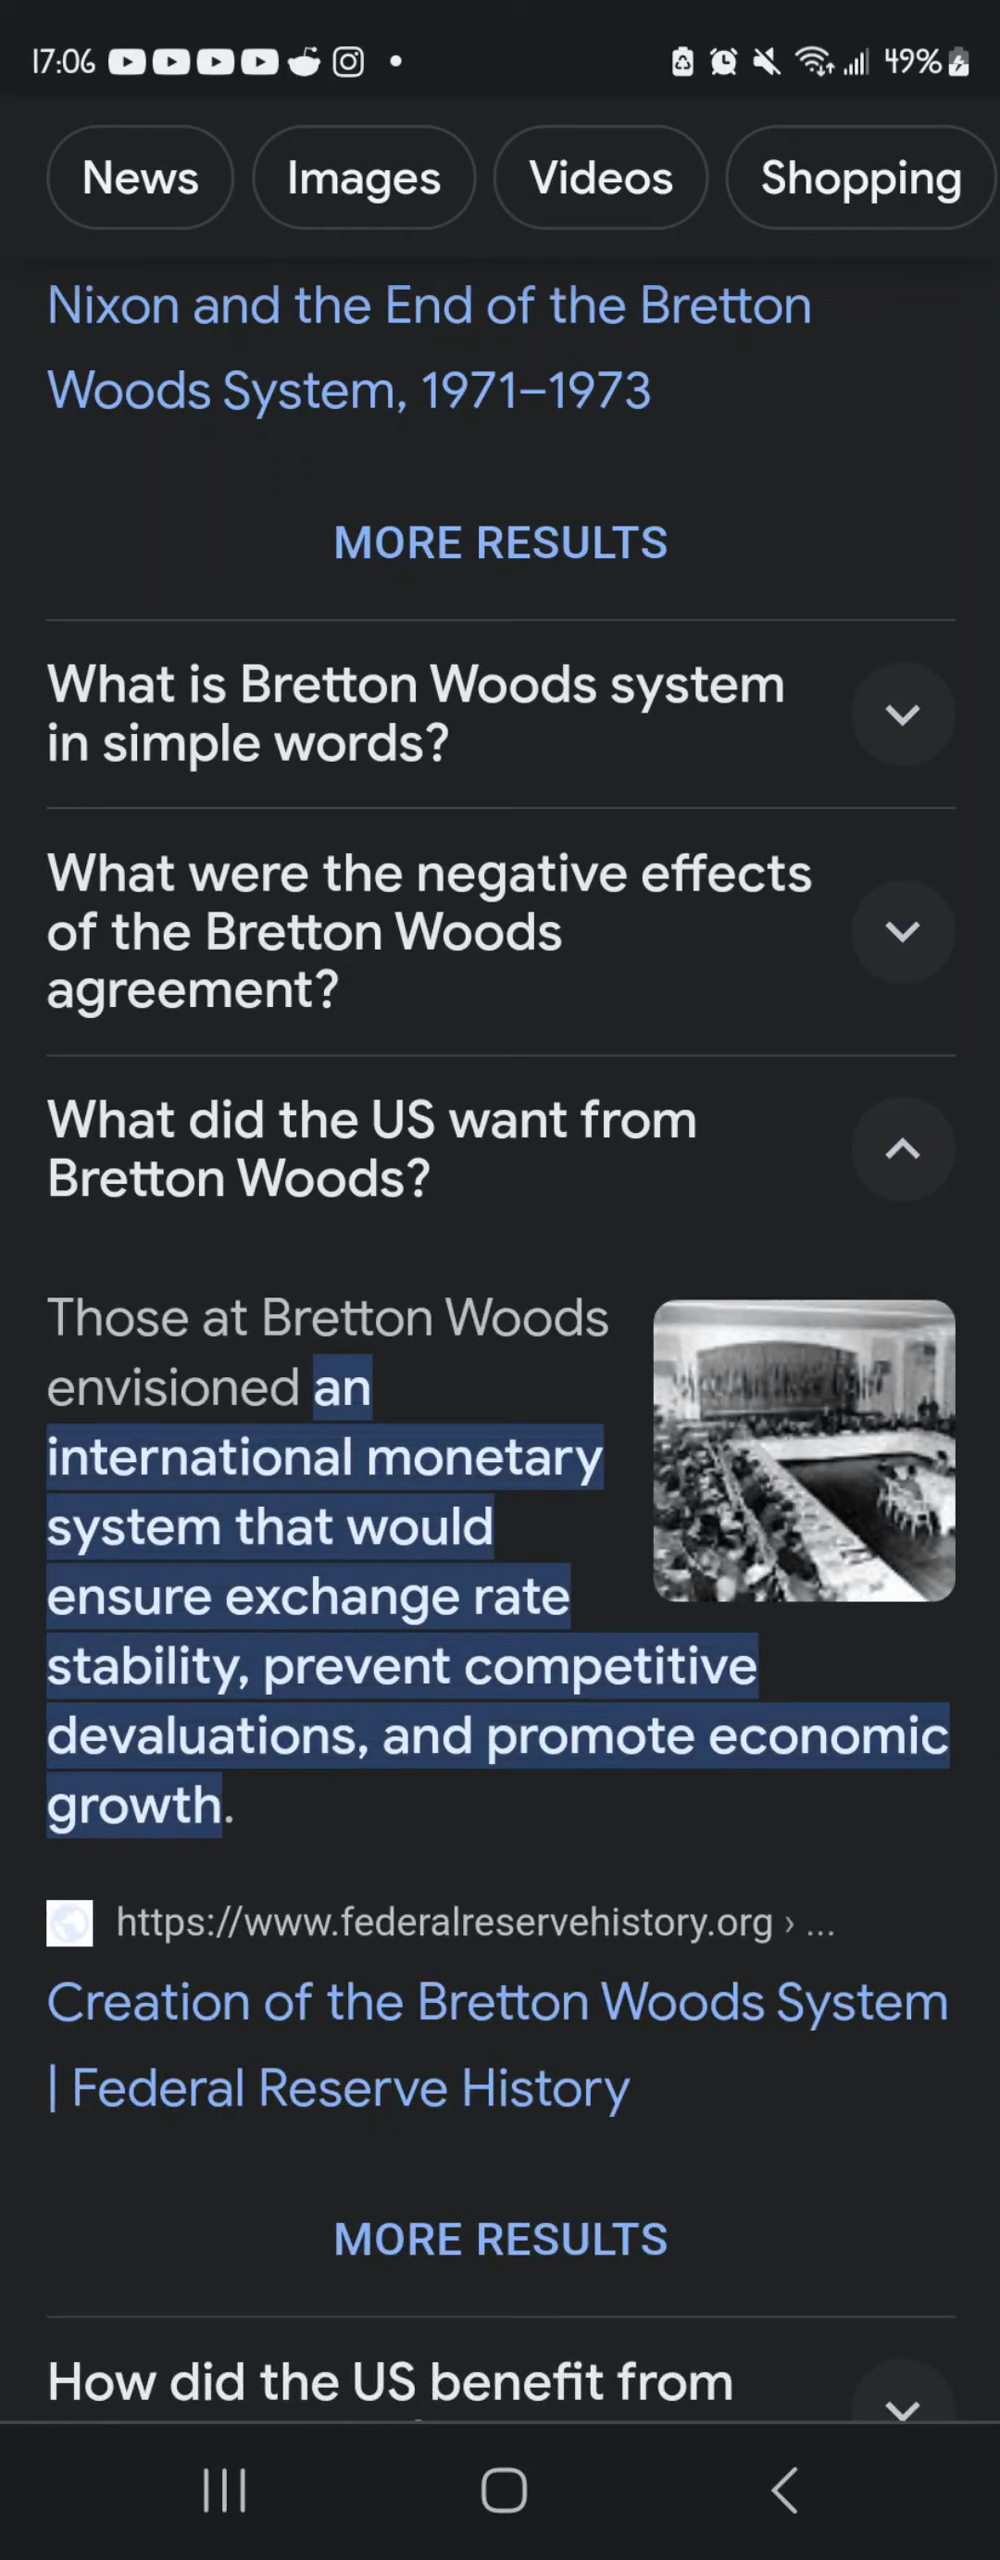 17:06
49%
News Images Videos Shopping
Nixon and the End of the Bretton
Woods System, 1971–1973
MORE RESULTS
What is Bretton Woods system
in simple words?
What were the negative effects
of the Bretton Woods
agreement?
What did the US want from
Bretton Woods?
Those at Bretton Woods
envisioned an
international monetary
system that would
ensure exchange rate
stability, prevent competitive
devaluations, and promote economic
growth.
https://www.federalreservehistory.org › ...
Creation of the Bretton Woods System
| Federal Reserve History
MORE RESULTS
How did the US benefit from